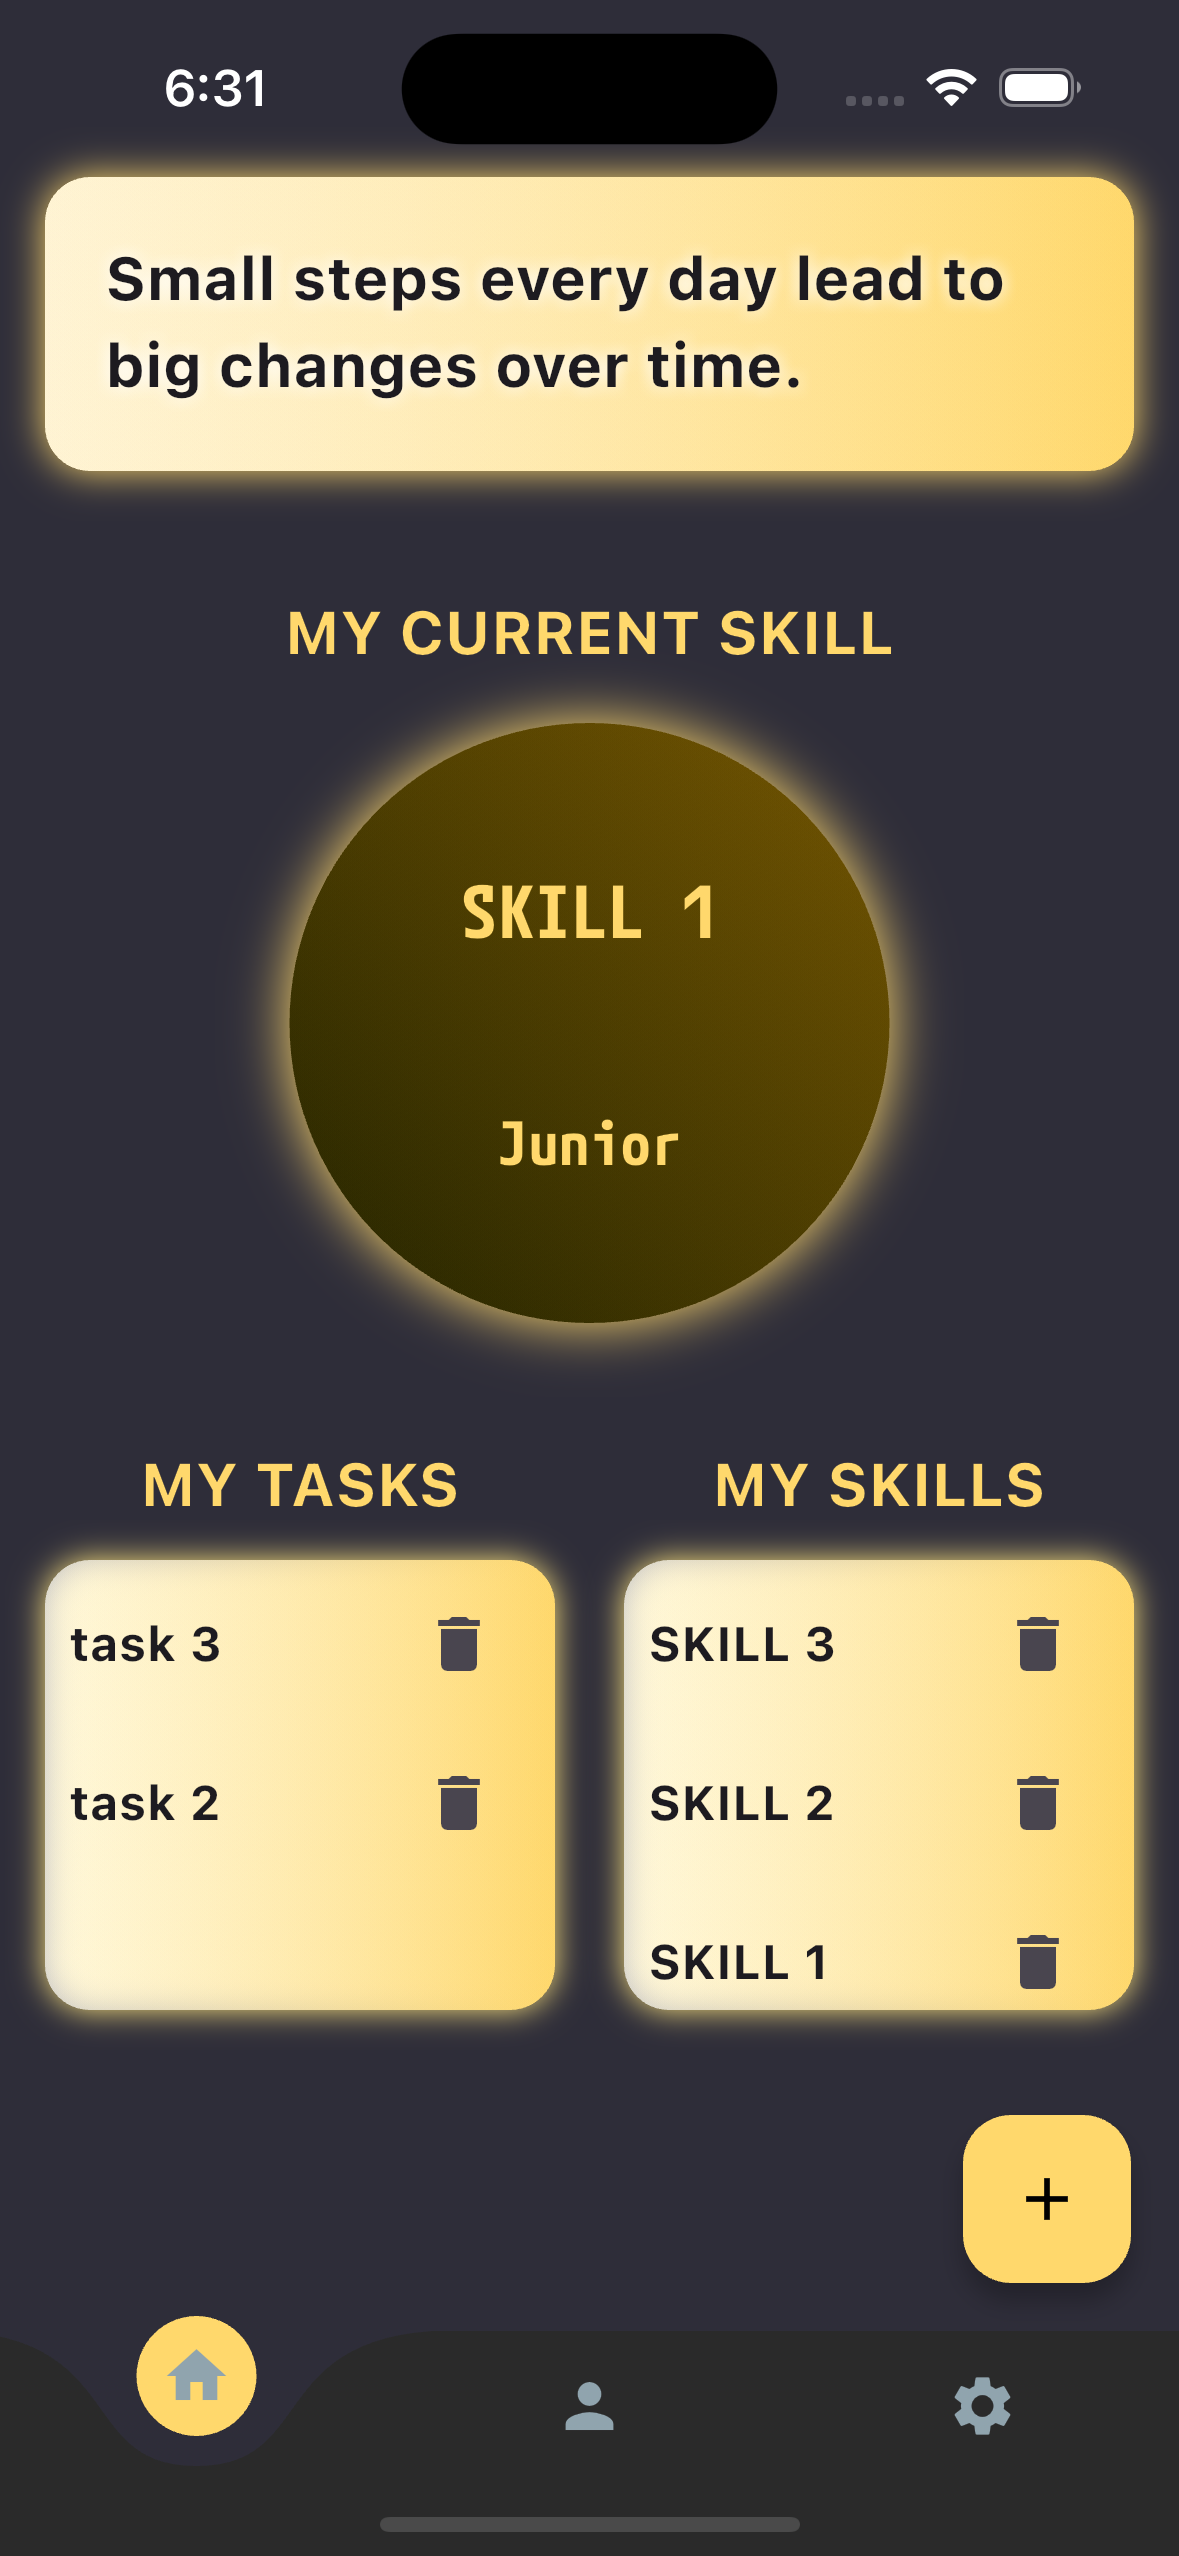 6:31
Small steps every day lead to
big changes over time.
MY CURRENT SKILL
SKILL 1
Junior
MY TASKS
task 3
task 2
MY SKILLS
SKILL 3
SKILL 2
SKILL 1
+